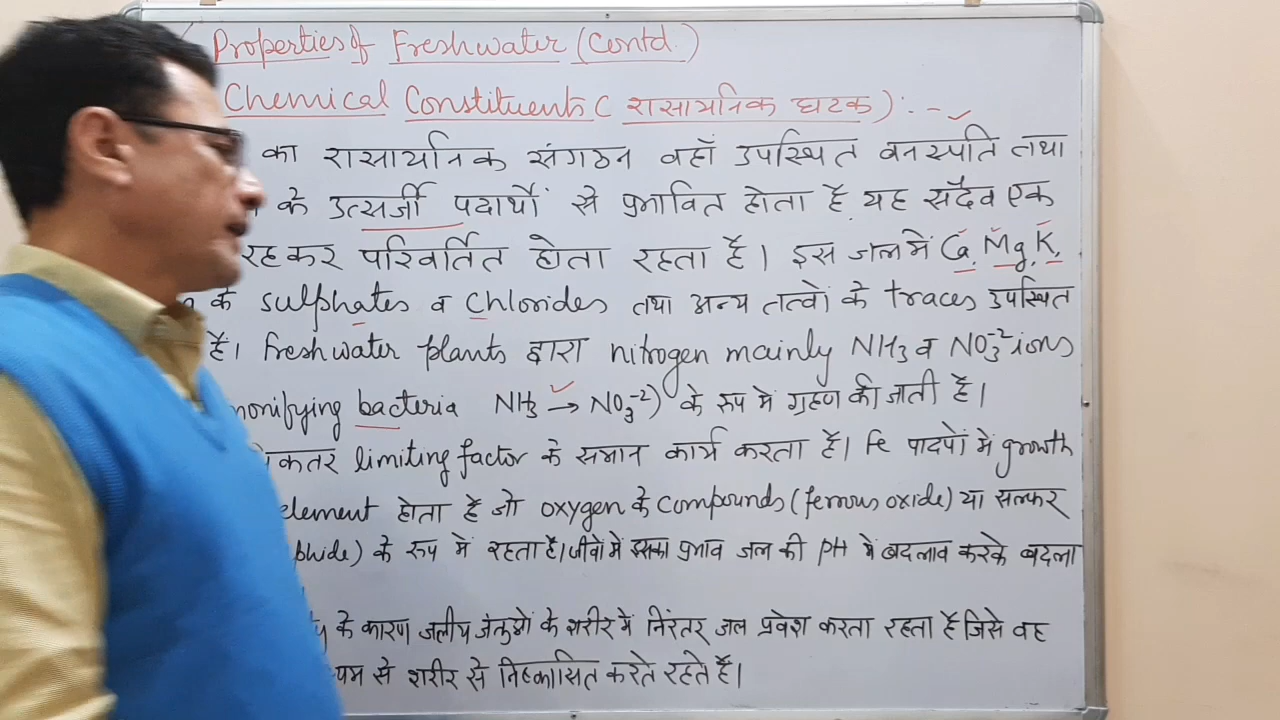 Properties of Freshwater (Contd.)
Chemical Constituents ( रासायनिक घटक ) : -
का रासायनिक संगठन वहाँ उपस्थित वनस्पति तथा
के उत्सर्जी पदार्थों से प्रभावित होता है यह सदैव एक
रहकर परिवर्तित होता रहता है। इस जल में Ca, Mg, K,
के sulphates व chlorides तथा अन्य तत्वों के traces उपस्थित
हैं। freshwater plants द्वारा nitrogen mainly NH3 व NO3-2 ions
monifying bacteria NH3 → NO3-2) के रूप में ग्रहण की जाती है।
कतर limiting factor के समान कार्य करता है। Fe पादपों में growth
element होता है जो oxygen के compounds (ferrous oxide) या सल्फर
phide) के रूप में रहता है। जीवों में इसका प्रभाव जल की pH में बदलाव करके बदला
के कारण जलीय जंतुओं के शरीर में निरंतर जल प्रवेश करता रहता है जिसे वह
से शरीर से निष्कासित करते रहते हैं।